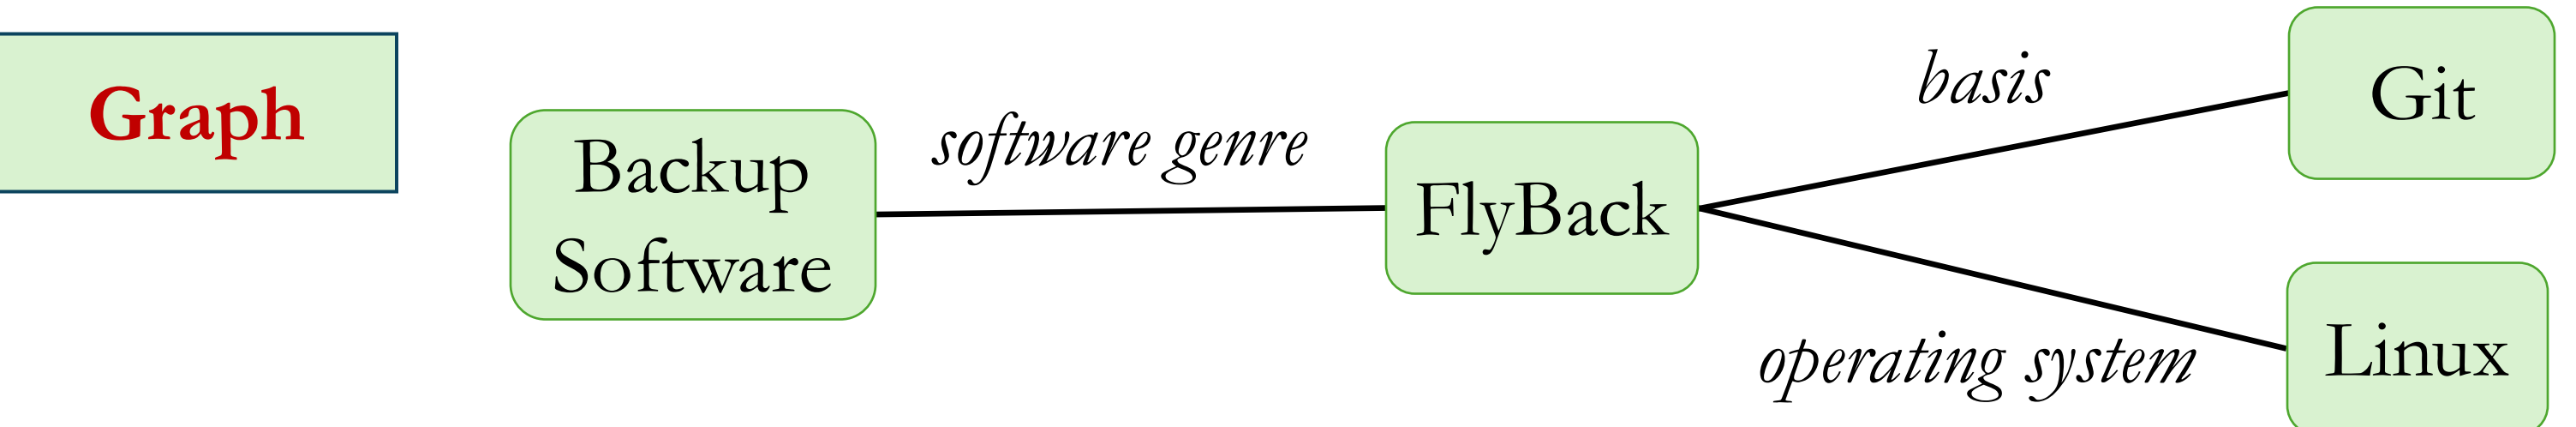 Graph
Backup
Software
software genre
FlyBack
basis
Git
operating system
Linux